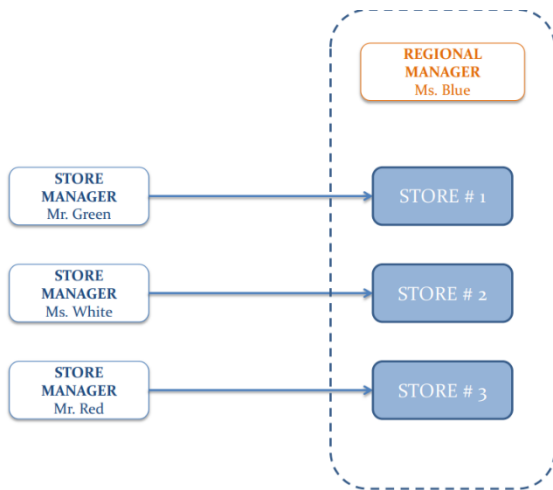 REGIONAL
MANAGER
Ms. Blue
STORE
MANAGER
Mr. Green
STORE # 1
STORE
MANAGER
Ms. White
STORE # 2
STORE
MANAGER
Mr. Red
STORE # 3